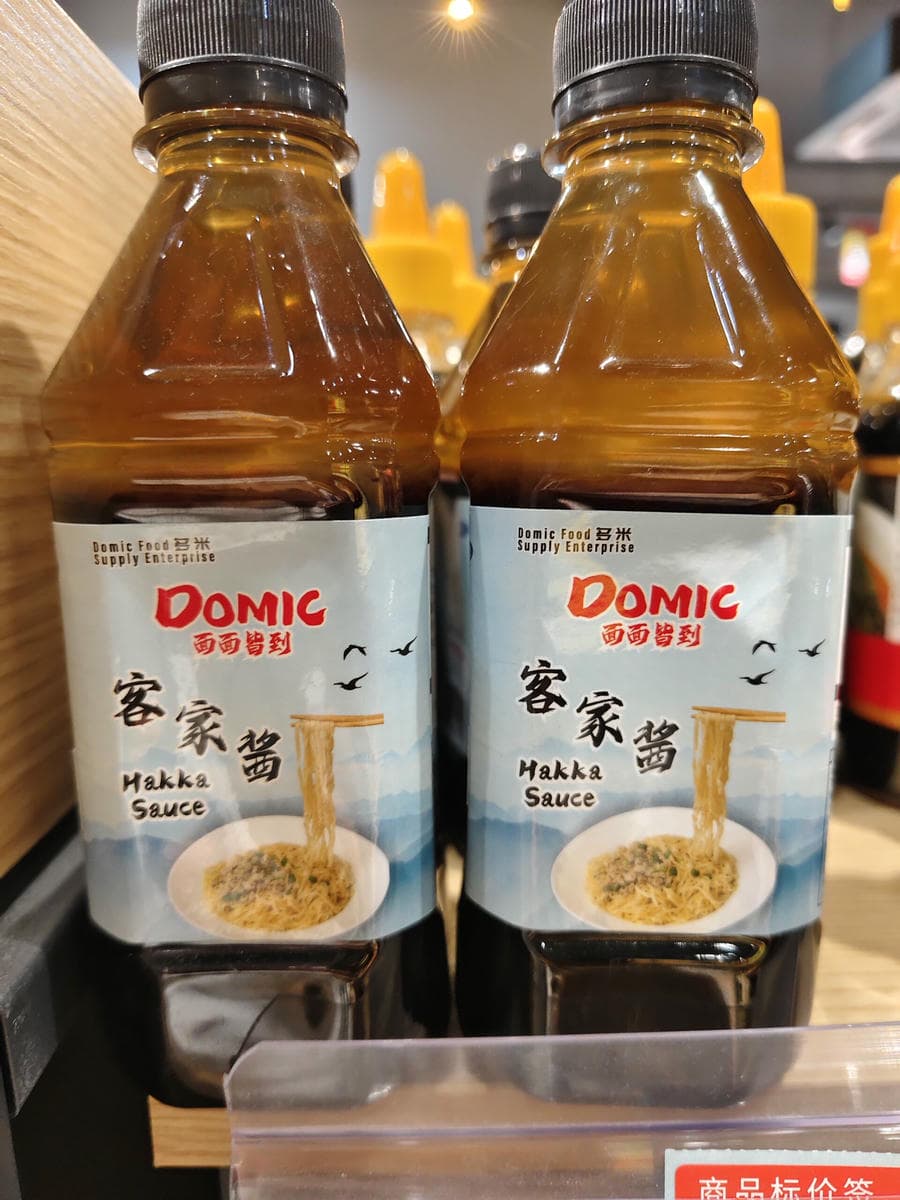 Domic Food 多米
Supply Enterprise
DOMIC
面面皆到
客家酱
Hakka
Sauce
Domic Food 多米
Supply Enterprise
DOMIC
面面皆到
客家酱
Hakka
Sauce
商品标价签